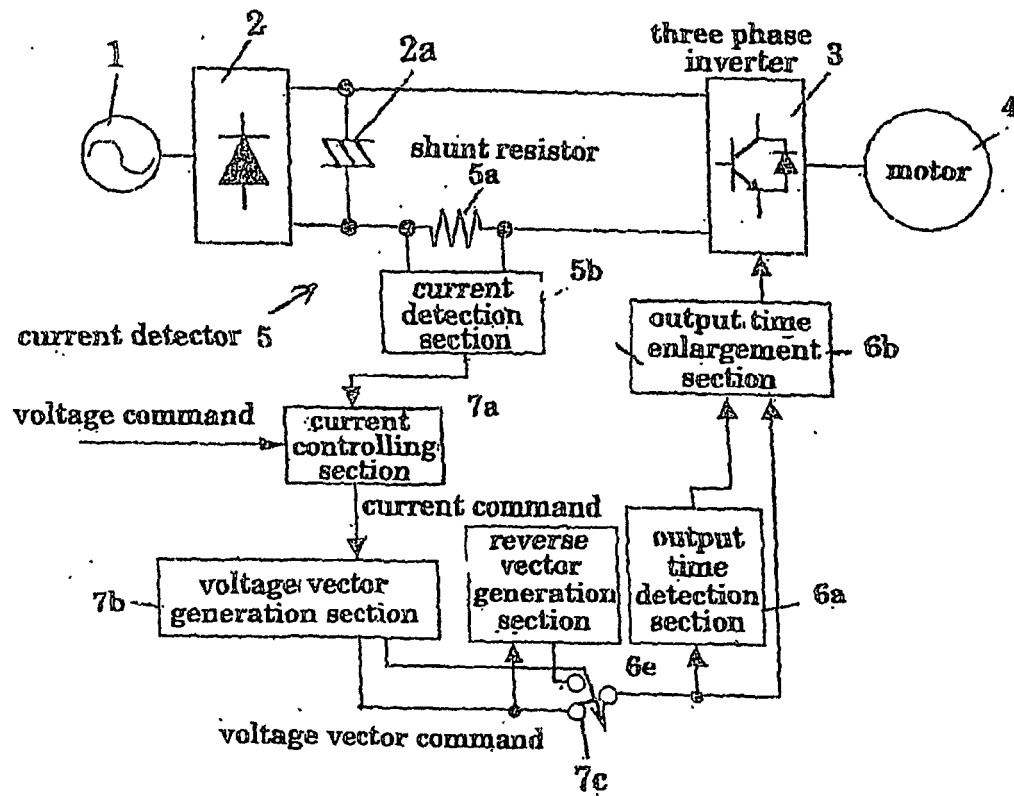 1
2
2a
three phase
inverter
3
4
shunt resistor
5a
motor
current
detection
section
5b
current detector 5
output time
enlargement
section
6b
7a
voltage command
current
controlling
section
current command
reverse
vector
generation
section
output
time
detection
section
6a
7b
voltage vector
generation section
6e
voltage vector command
7c